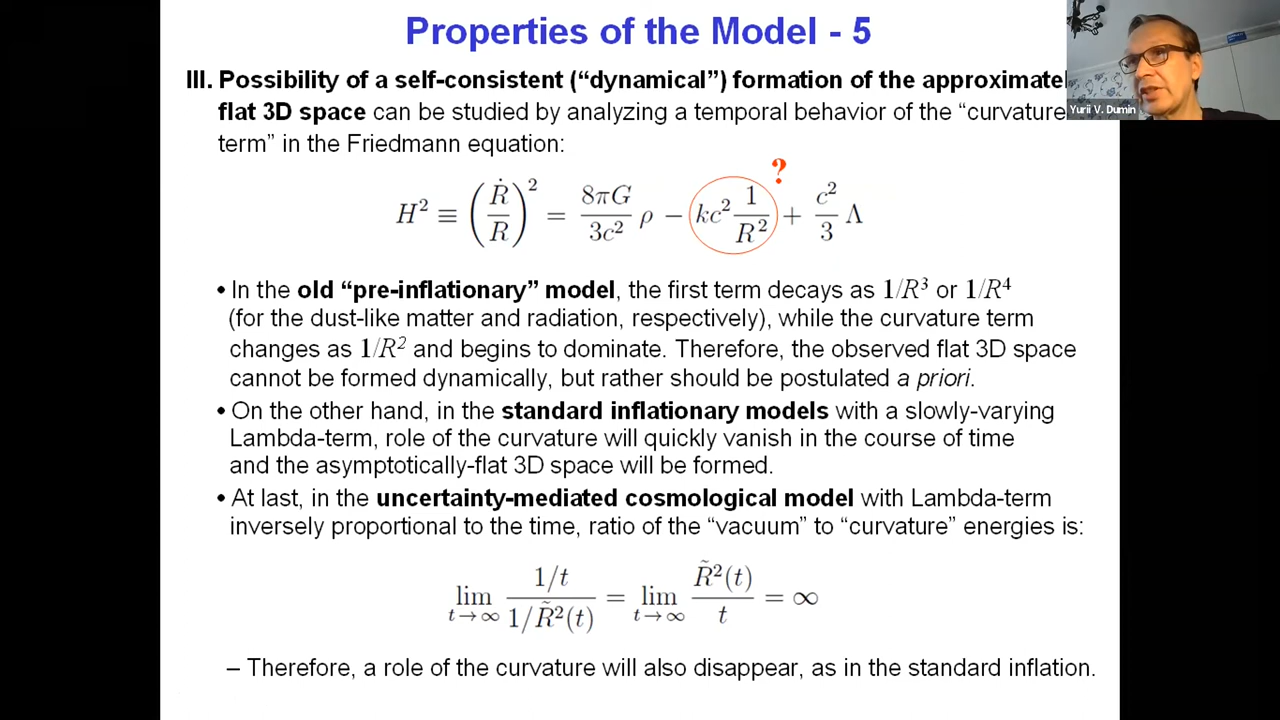 Properties of the Model - 5
III. Possibility of a self-consistent (“dynamical”) formation of the approximate
Yurii V. Dumin
flat 3D space can be studied by analyzing a temporal behavior of the “curvature
term” in the Friedmann equation:
?
H² ≡ (Ṙ/R)² = 8πG/3c² ρ − kc² 1/R² + c²/3 Λ
• In the old “pre-inflationary” model, the first term decays as 1/R³ or 1/R⁴
(for the dust-like matter and radiation, respectively), while the curvature term
changes as 1/R² and begins to dominate. Therefore, the observed flat 3D space
cannot be formed dynamically, but rather should be postulated a priori.
• On the other hand, in the standard inflationary models with a slowly-varying
Lambda-term, role of the curvature will quickly vanish in the course of time
and the asymptotically-flat 3D space will be formed.
• At last, in the uncertainty-mediated cosmological model with Lambda-term
inversely proportional to the time, ratio of the “vacuum” to “curvature” energies is:
lim t→∞ (1/t)/(1/R̃²(t)) = lim t→∞ R̃²(t)/t = ∞
– Therefore, a role of the curvature will also disappear, as in the standard inflation.